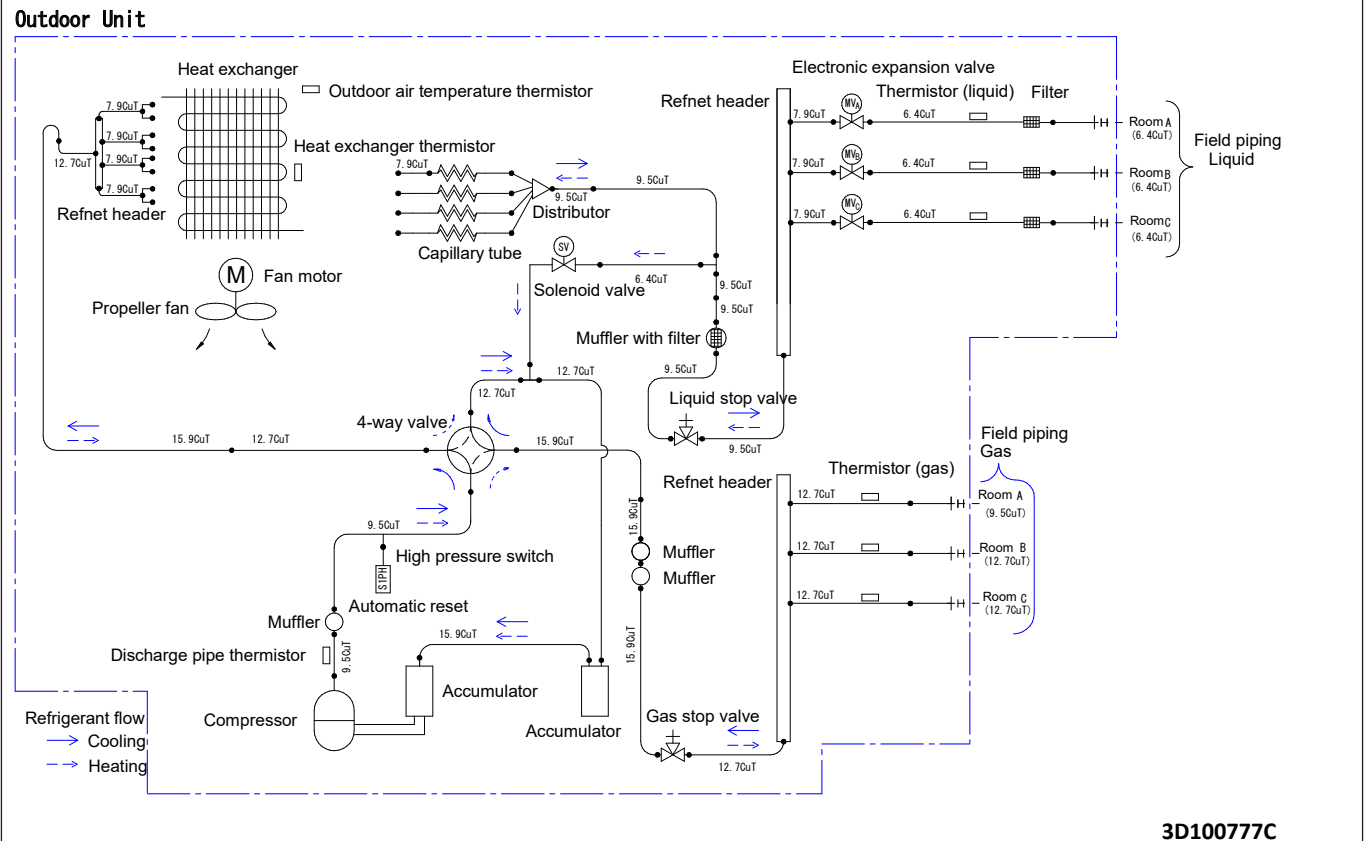 Outdoor Unit
Heat exchanger
Outdoor air temperature thermistor
7.9CuT
7.9CuT
7.9CuT
7.9CuT
12.7CuT
Refnet header
Heat exchanger thermistor
7.9CuT
9.5CuT
Distributor
Capillary tube
9.5CuT
M
Fan motor
Propeller fan
SV
Solenoid valve
6.4CuT
9.5CuT
9.5CuT
Muffler with filter
9.5CuT
Liquid stop valve
9.5CuT
Refnet header
Electronic expansion valve
Thermistor (liquid)
Filter
7.9CuT
MVA
6.4CuT
Room A
(6.4CuT)
7.9CuT
MVB
6.4CuT
Room B
(6.4CuT)
7.9CuT
MVC
6.4CuT
Room C
(6.4CuT)
Field piping
Liquid
12.7CuT
12.7CuT
4-way valve
15.9CuT
12.7CuT
15.9CuT
9.5CuT
High pressure switch
S1PH
Automatic reset
Muffler
Discharge pipe thermistor
9.5CuT
Compressor
15.9CuT
Accumulator
Accumulator
15.9CuT
Muffler
Muffler
15.9CuT
Gas stop valve
12.7CuT
Refnet header
Thermistor (gas)
Field piping
Gas
12.7CuT
Room A
(9.5CuT)
12.7CuT
Room B
(12.7CuT)
12.7CuT
Room C
(12.7CuT)
Refrigerant flow
Cooling
Heating
3D100777C